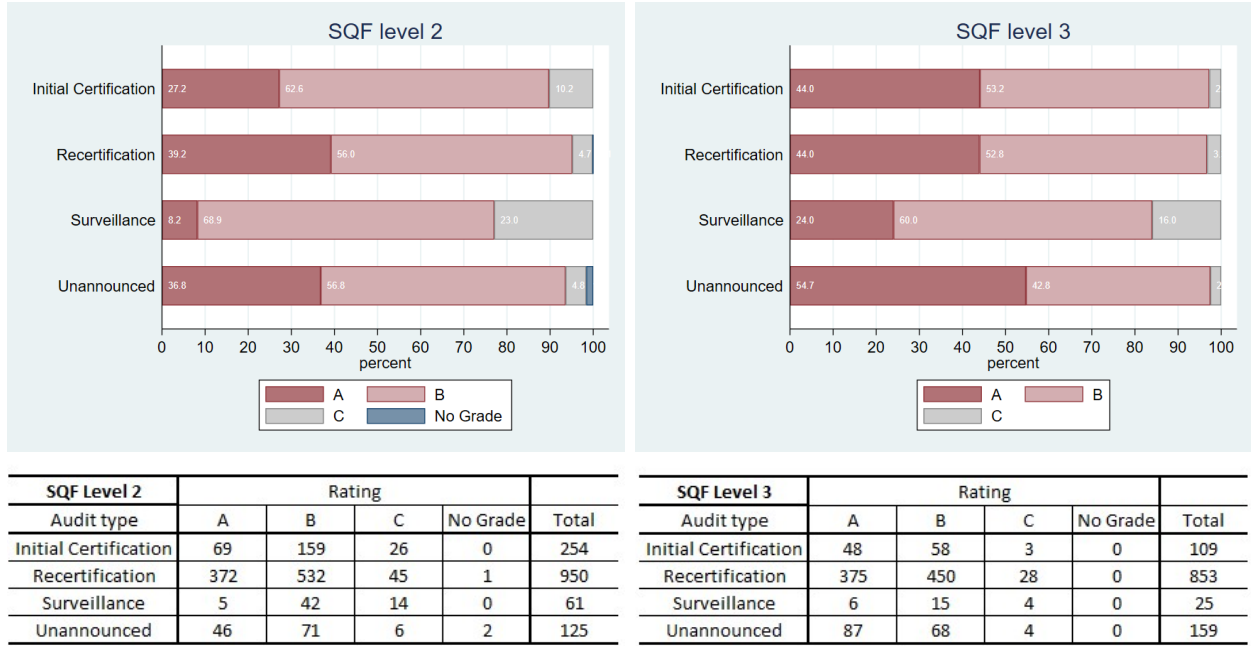 SQF level 2
Initial Certification 27.2 62.6 10.2
Recertification 39.2 56.0 4.7
Surveillance 8.2 68.9 23.0
Unannounced 36.8 56.8 4.8
0 10 20 30 40 50 60 70 80 90 100
percent
A B
C No Grade
SQF level 3
Initial Certification 44.0 53.2 2
Recertification 44.0 52.8 3.
Surveillance 24.0 60.0 16.0
Unannounced 54.7 42.8 2
0 10 20 30 40 50 60 70 80 90 100
percent
A B
C
SQF Level 2 Rating
Audit type A B C No Grade Total
Initial Certification 69 159 26 0 254
Recertification 372 532 45 1 950
Surveillance 5 42 14 0 61
Unannounced 46 71 6 2 125
SQF Level 3 Rating
Audit type A B C No Grade Total
Initial Certification 48 58 3 0 109
Recertification 375 450 28 0 853
Surveillance 6 15 4 0 25
Unannounced 87 68 4 0 159